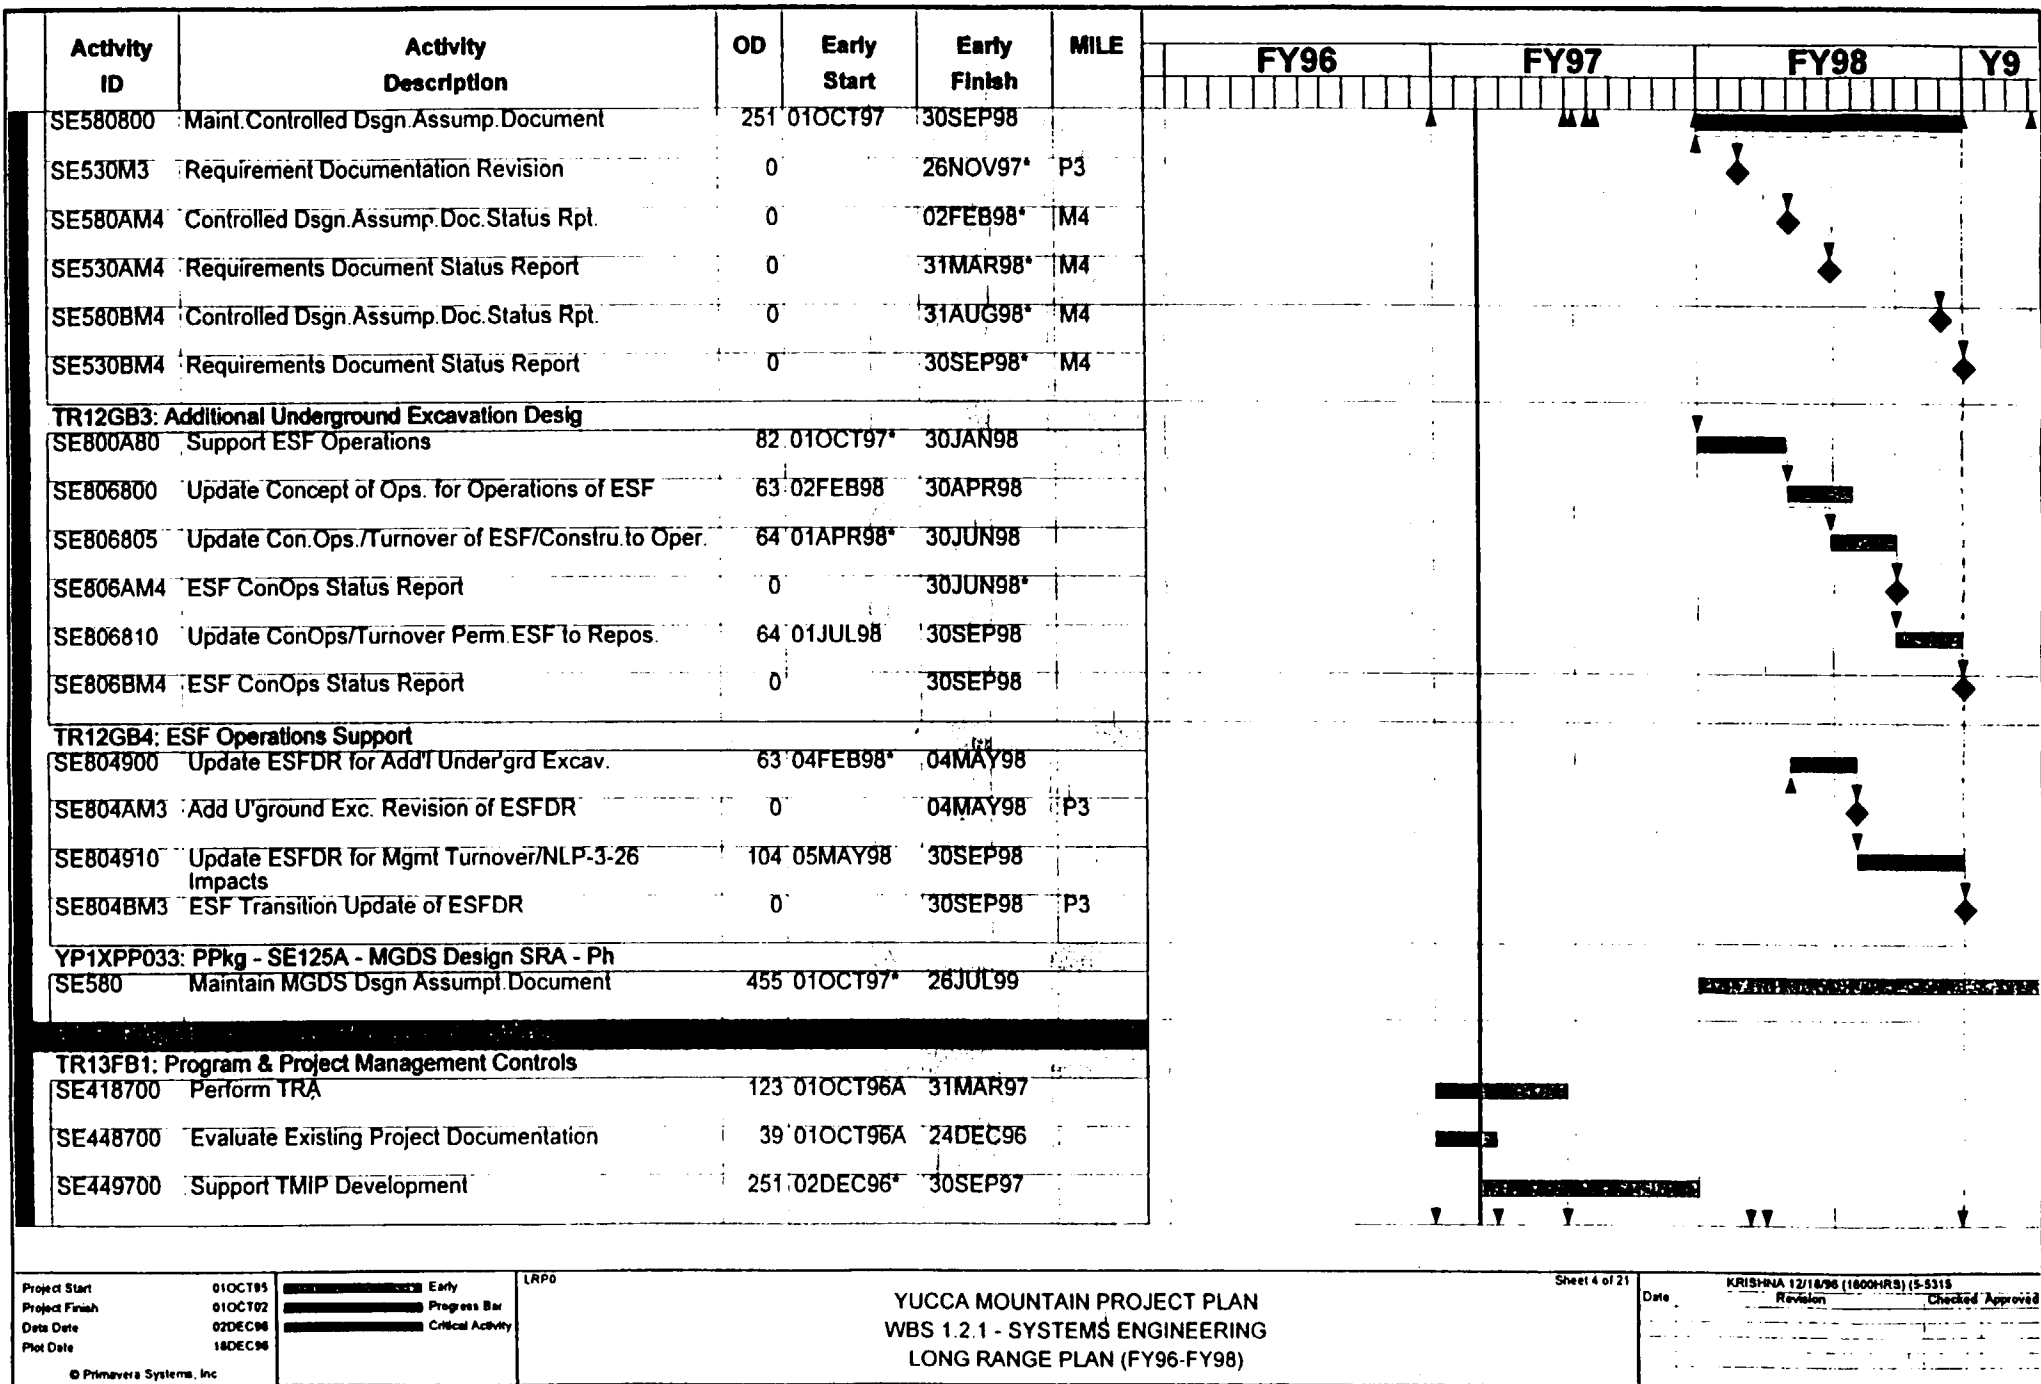 Activity ID Activity Description OD Early Start Early Finish MILE FY96 FY97 FY98 Y9
SE580800 Maint.Controlled Dsgn.Assump.Document 251 01OCT97 30SEP98
SE530M3 Requirement Documentation Revision 0 26NOV97* P3
SE580AM4 Controlled Dsgn.Assump.Doc.Status Rpt. 0 02FEB98* M4
SE530AM4 Requirements Document Status Report 0 31MAR98* M4
SE580BM4 Controlled Dsgn.Assump.Doc.Status Rpt. 0 31AUG98* M4
SE530BM4 Requirements Document Status Report 0 30SEP98* M4
TR12GB3: Additional Underground Excavation Desig
SE800A80 Support ESF Operations 82 01OCT97* 30JAN98
SE806800 Update Concept of Ops. for Operations of ESF 63 02FEB98 30APR98
SE806805 Update Con.Ops./Turnover of ESF/Constru.to Oper. 64 01APR98* 30JUN98
SE806AM4 ESF ConOps Status Report 0 30JUN98*
SE806810 Update ConOps/Turnover Perm.ESF to Repos. 64 01JUL98 30SEP98
SE806BM4 ESF ConOps Status Report 0 30SEP98
TR12GB4: ESF Operations Support
SE804900 Update ESFDR for Add'l Under'grd Excav. 63 04FEB98* 04MAY98
SE804AM3 Add U'ground Exc. Revision of ESFDR 0 04MAY98 P3
SE804910 Update ESFDR for Mgmt Turnover/NLP-3-26 104 05MAY98 30SEP98
Impacts
SE804BM3 ESF Transition Update of ESFDR 0 30SEP98 P3
YP1XPP033: PPkg - SE125A - MGDS Design SRA - Ph
SE580 Maintain MGDS Dsgn Assumpt.Document 455 01OCT97* 26JUL99
TR13FB1: Program & Project Management Controls
SE418700 Perform TRA 123 01OCT96A 31MAR97
SE448700 Evaluate Existing Project Documentation 39 01OCT96A 24DEC96
SE449700 Support TMIP Development 251 02DEC96* 30SEP97
Project Start 01OCT95
Project Finish 01OCT02
Data Date 02DEC96
Plot Date 18DEC96
© Primavera Systems, Inc
Early
Progress Bar
Critical Activity
LRP0
YUCCA MOUNTAIN PROJECT PLAN
WBS 1.2.1 - SYSTEMS ENGINEERING
LONG RANGE PLAN (FY96-FY98)
Sheet 4 of 21
KRISHNA 12/18/96 (1600HRS) (5-5315
Date Revision Checked Approved